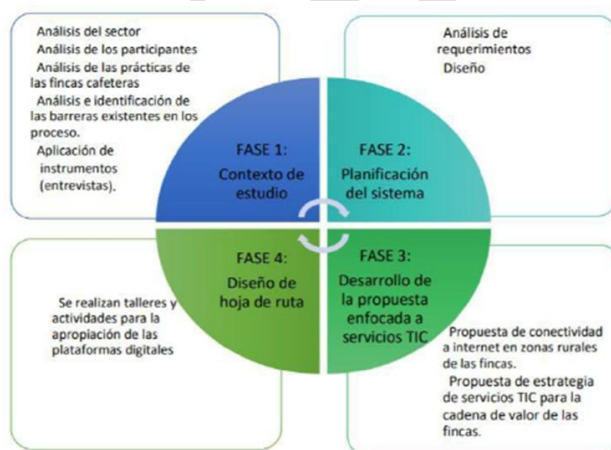 Análisis del sector
Análisis de los participantes
Análisis de las prácticas de
las fincas cafeteras
Análisis e identificación de
las barreras existentes en los
proceso.
Aplicación de
instrumentos
(entrevistas).
Análisis de
requerimientos
Diseño
FASE 1:
Contexto de
estudio
FASE 2:
Planificación
del sistema
FASE 4:
Diseño de
hoja de ruta
FASE 3:
Desarrollo de
la propuesta
enfocada a
servicios TIC
Se realizan talleres y
actividades para la
apropiación de las
plataformas digitales
Propuesta de conectividad
a internet en zonas rurales
de las fincas.
Propuesta de estrategia
de servicios TIC para la
cadena de valor de las
fincas.